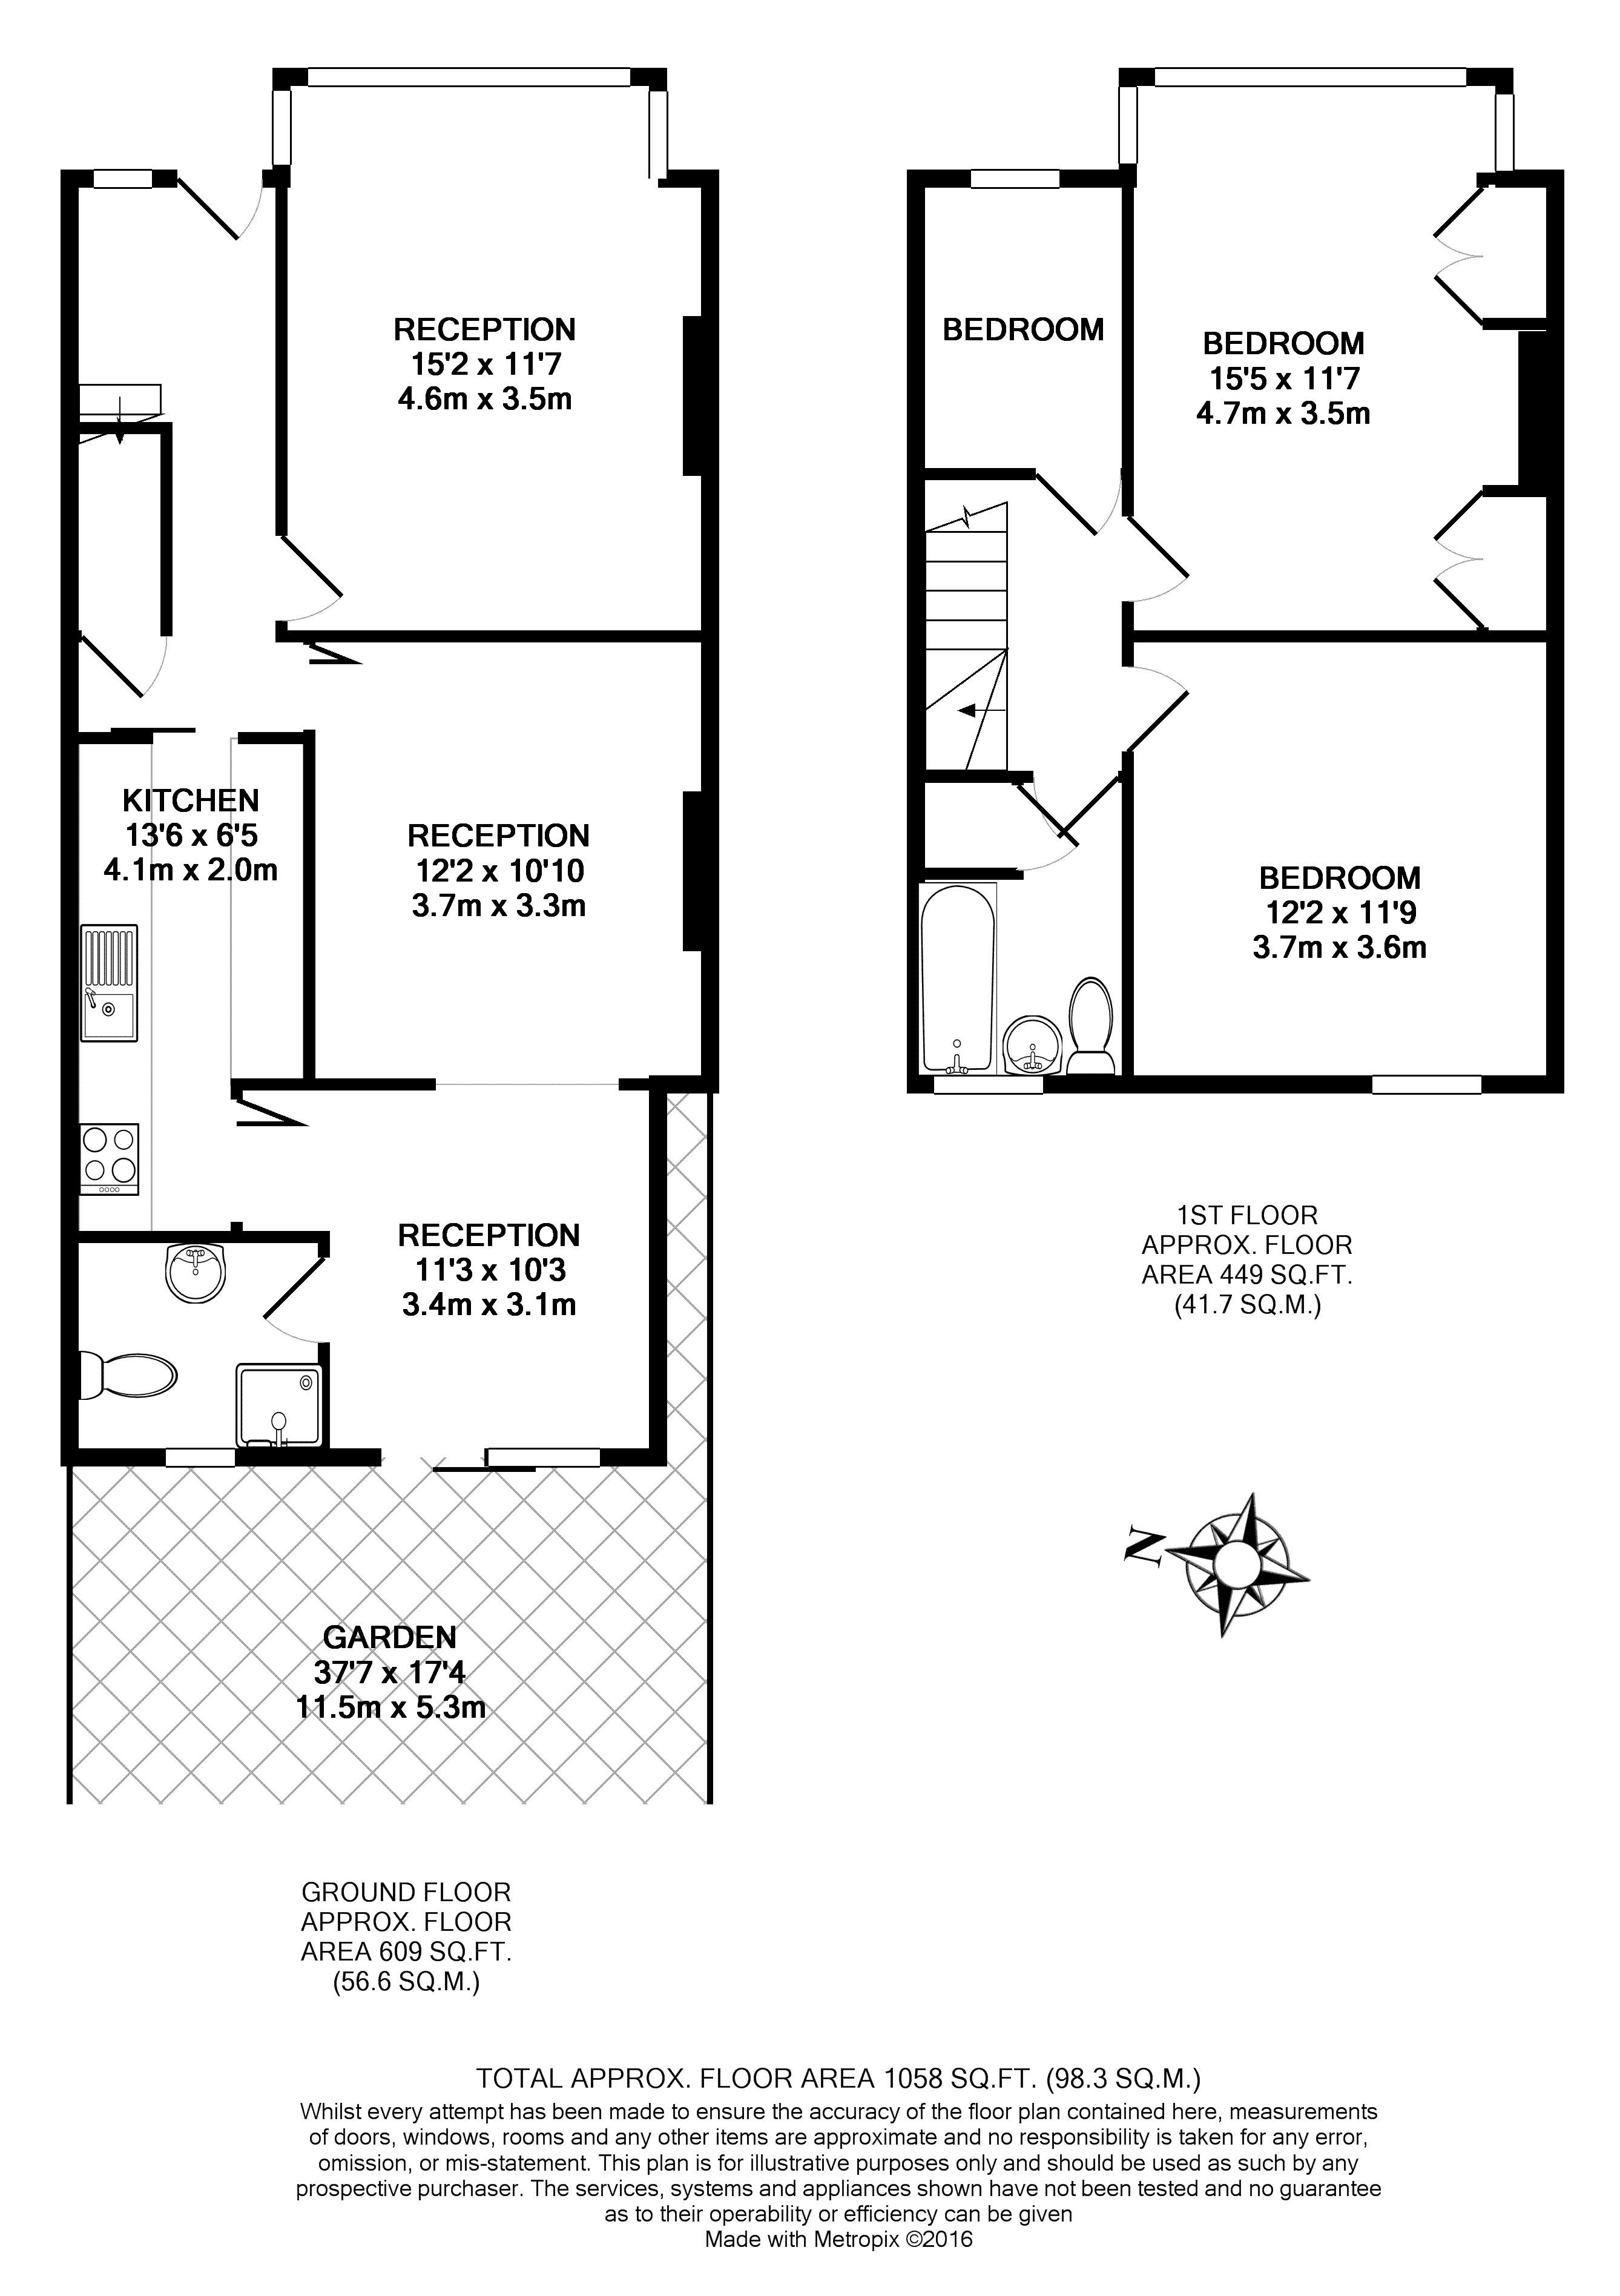 RECEPTION
15'2 x 11'7
4.6m x 3.5m
BEDROOM
BEDROOM
15'5 x 11'7
4.7m x 3.5m
KITCHEN
13'6 x 6'5
4.1m x 2.0m
RECEPTION
12'2 x 10'10
3.7m x 3.3m
BEDROOM
12'2 x 11'9
3.7m x 3.6m
RECEPTION
11'3 x 10'3
3.4m x 3.1m
1ST FLOOR
APPROX. FLOOR
AREA 449 SQ.FT.
(41.7 SQ.M.)
N
GARDEN
37'7 x 17'4
11.5m x 5.3m
GROUND FLOOR
APPROX. FLOOR
AREA 609 SQ.FT.
(56.6 SQ.M.)
TOTAL APPROX. FLOOR AREA 1058 SQ.FT. (98.3 SQ.M.)
Whilst every attempt has been made to ensure the accuracy of the floor plan contained here, measurements
of doors, windows, rooms and any other items are approximate and no responsibility is taken for any error,
omission, or mis-statement. This plan is for illustrative purposes only and should be used as such by any
prospective purchaser. The services, systems and appliances shown have not been tested and no guarantee
as to their operability or efficiency can be given
Made with Metropix ©2016